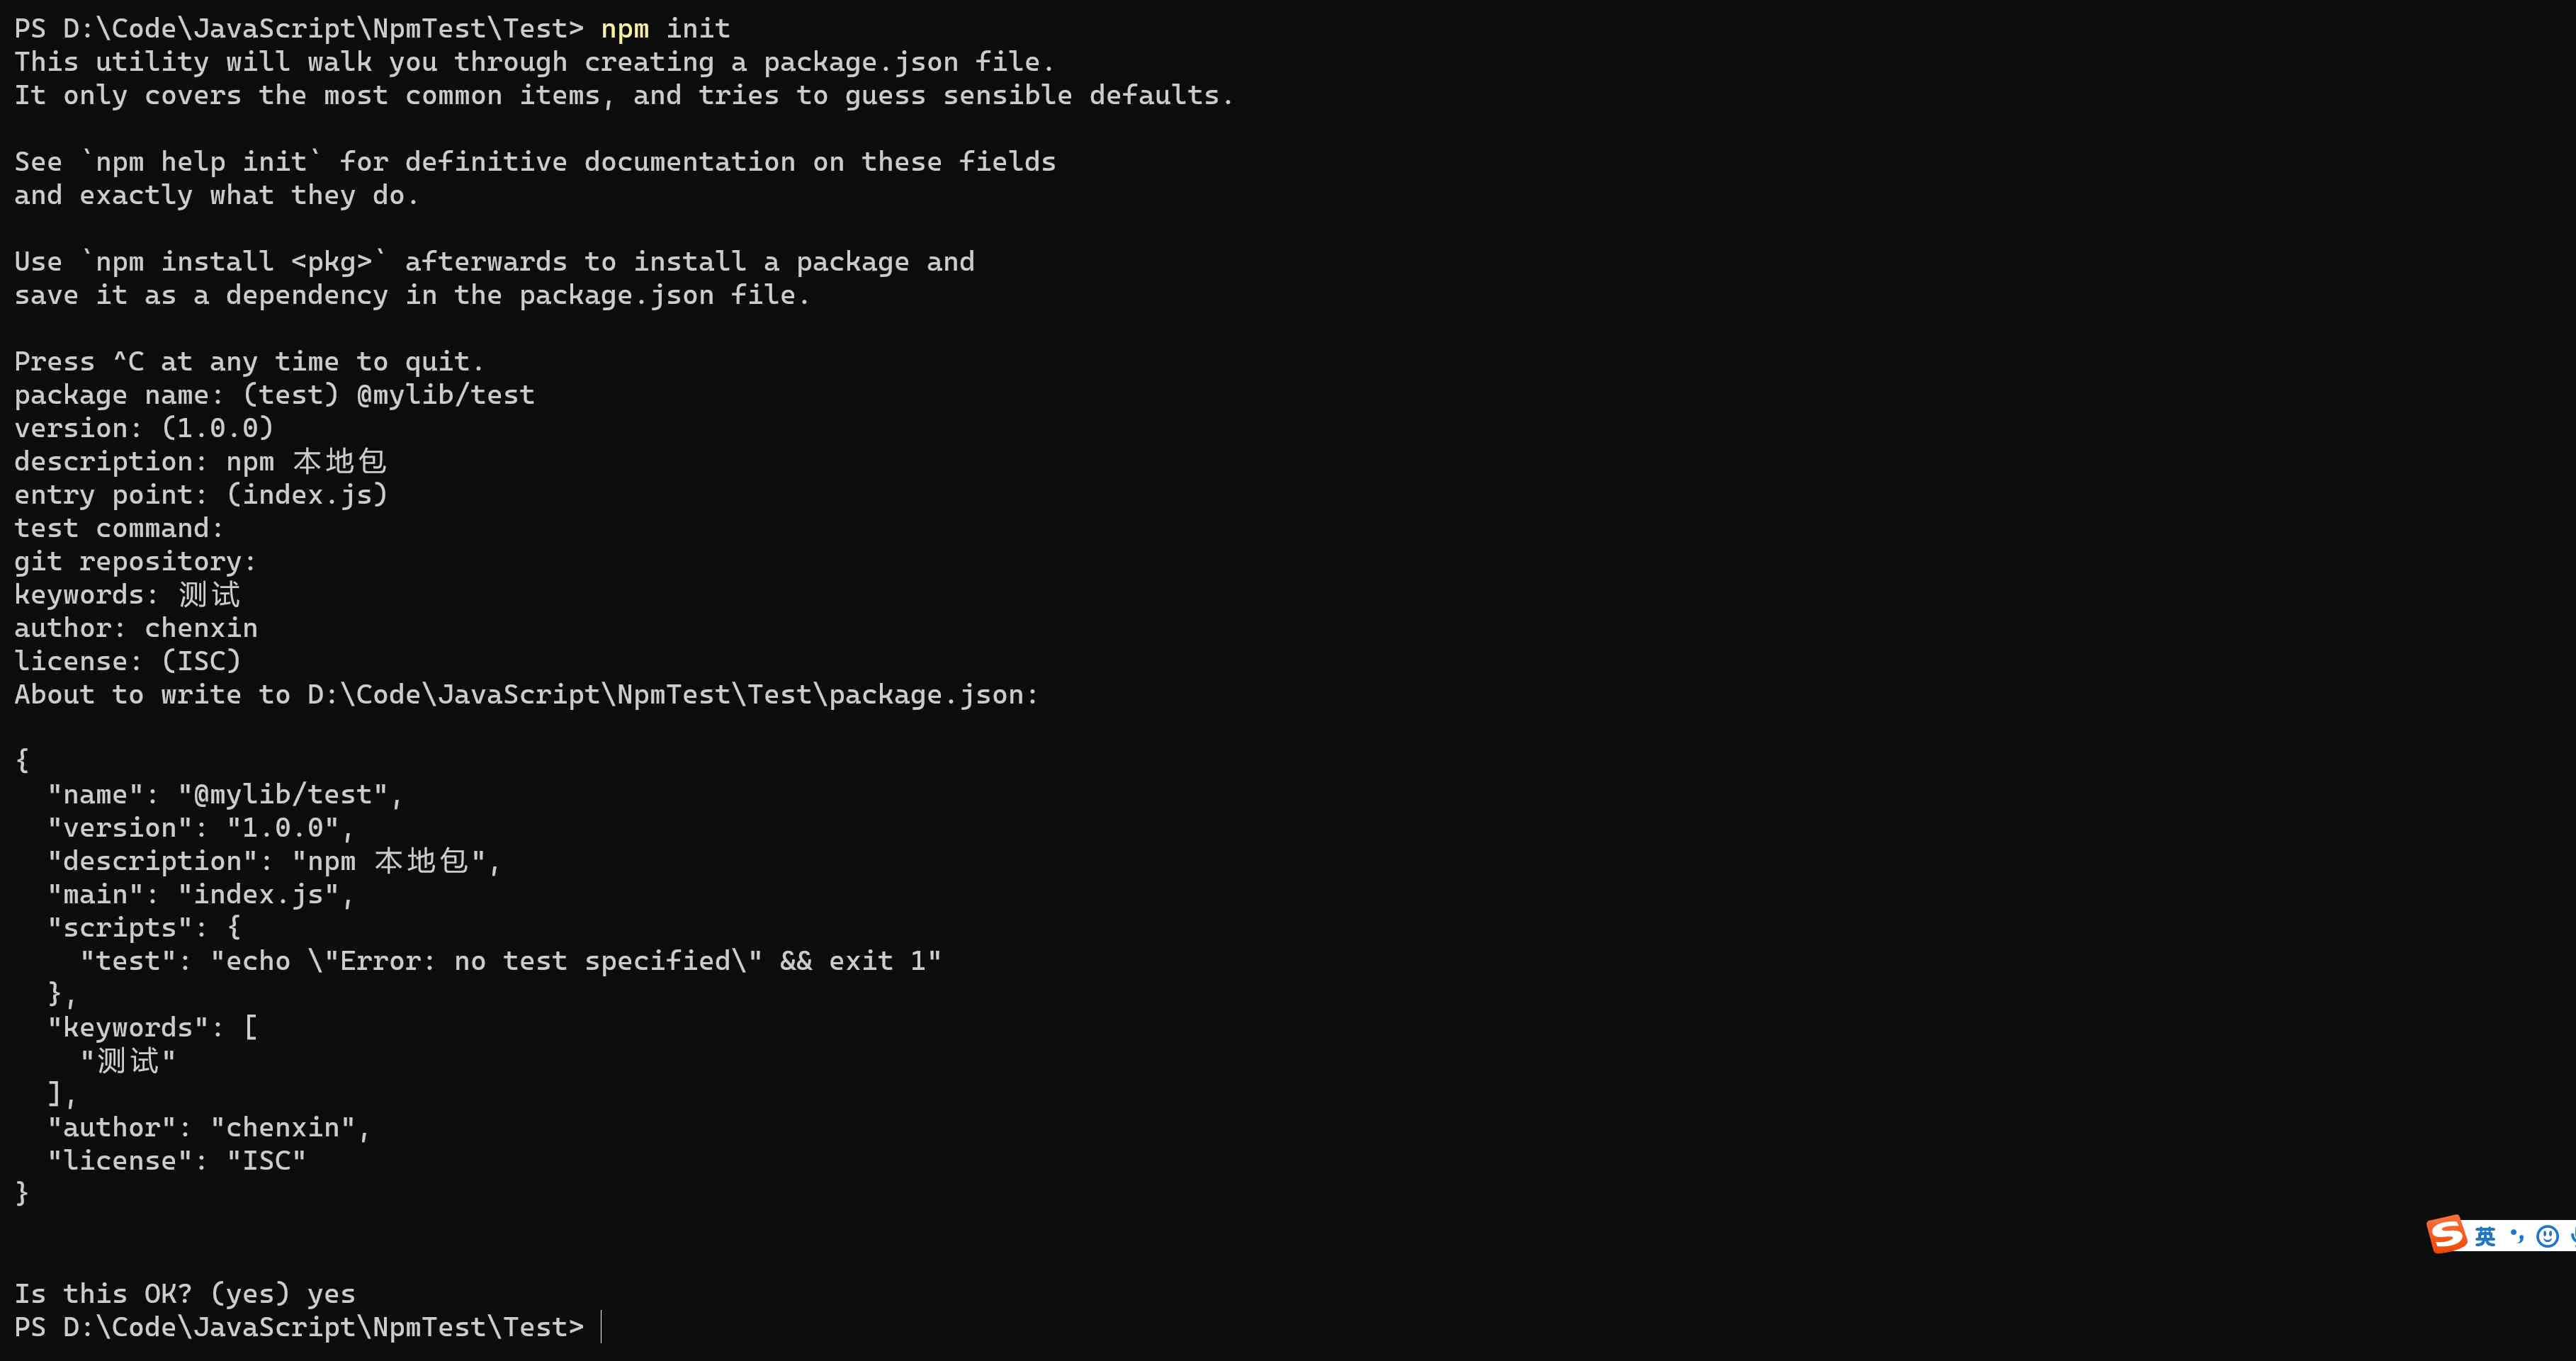 PS D:\Code\JavaScript\NpmTest\Test> npm init
This utility will walk you through creating a package.json file.
It only covers the most common items, and tries to guess sensible defaults.
See `npm help init` for definitive documentation on these fields
and exactly what they do.
Use `npm install <pkg>` afterwards to install a package and
save it as a dependency in the package.json file.
Press ^C at any time to quit.
package name: (test) @mylib/test
version: (1.0.0)
description: npm 本地包
entry point: (index.js)
test command:
git repository:
keywords: 测试
author: chenxin
license: (ISC)
About to write to D:\Code\JavaScript\NpmTest\Test\package.json:
{
  "name": "@mylib/test",
  "version": "1.0.0",
  "description": "npm 本地包",
  "main": "index.js",
  "scripts": {
    "test": "echo \"Error: no test specified\" && exit 1"
  },
  "keywords": [
    "测试"
  ],
  "author": "chenxin",
  "license": "ISC"
}
S 英
Is this OK? (yes) yes
PS D:\Code\JavaScript\NpmTest\Test>